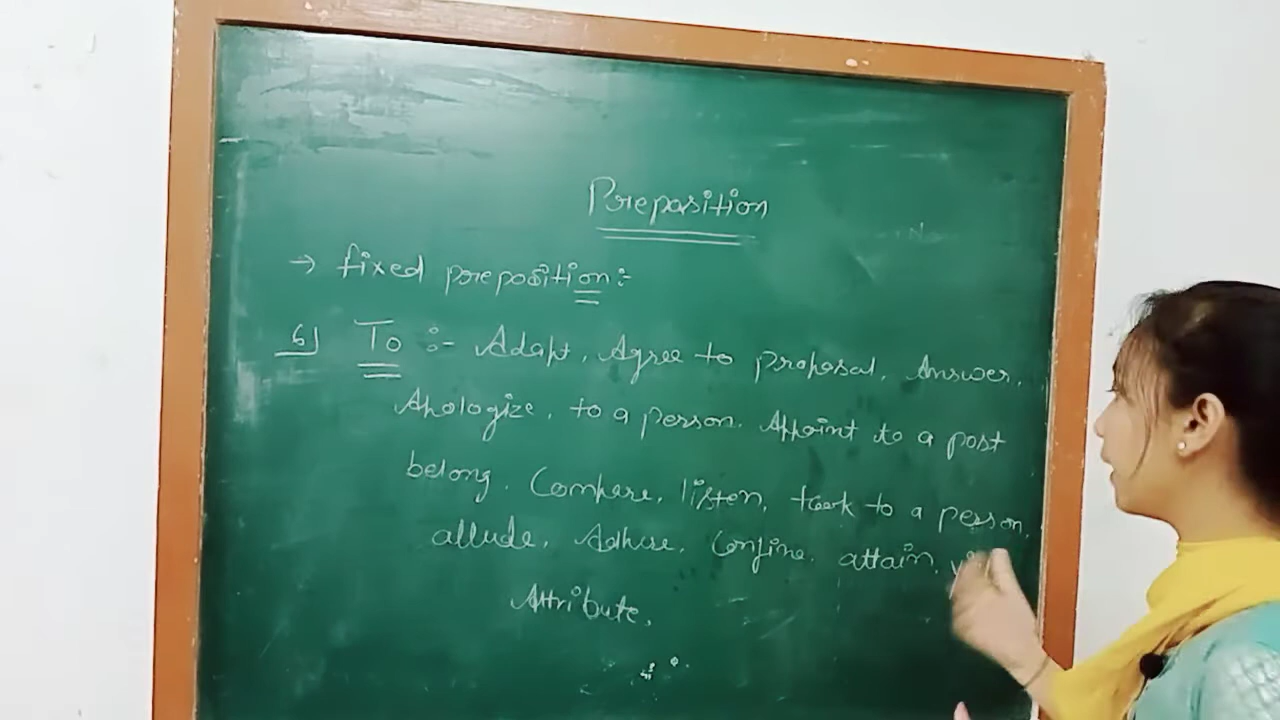 Preposition
→ fixed preposition:-
6) To :- Adapt, Agree to proposal, Answer,
Apologize, to a person. Appoint to a post
belong, Compare, listen, to a person,
allude, Adhere, Confine, attain,
Attribute,